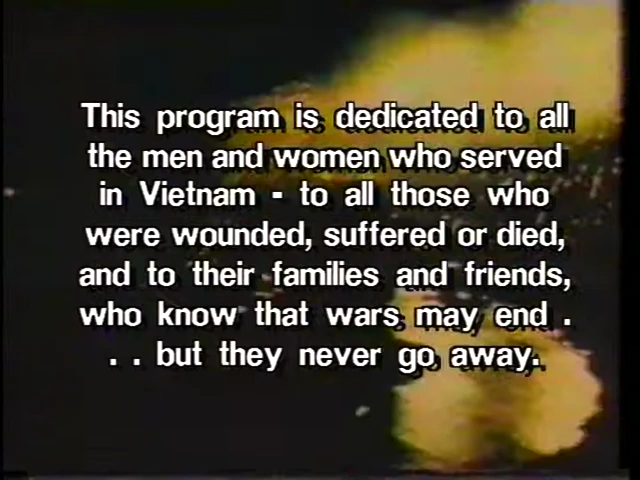 This program is dedicated to all
the men and women who served
in Vietnam - to all those who
were wounded, suffered or died,
and to their families and friends,
who know that wars may end .
. . but they never go away.